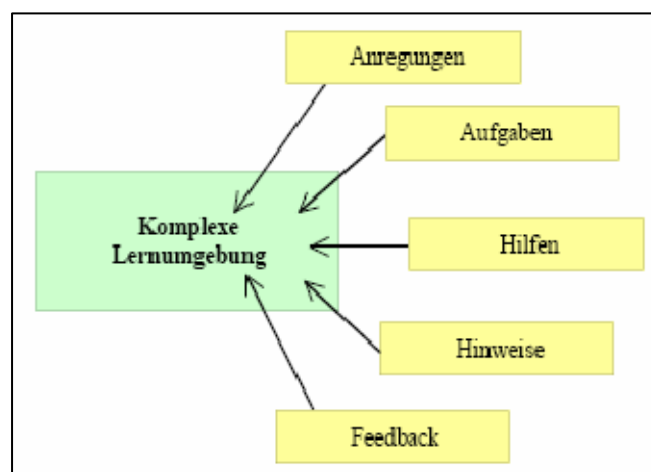 Anregungen
Aufgaben
Komplexe
Lernumgebung
Hilfen
Hinweise
Feedback